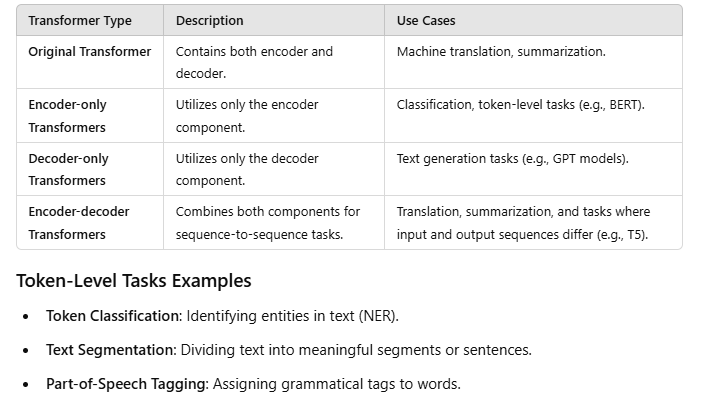 Transformer Type Description Use Cases
Original Transformer Contains both encoder and Machine translation, summarization.
decoder.
Encoder-only Utilizes only the encoder Classification, token-level tasks (e.g., BERT).
Transformers component.
Decoder-only Utilizes only the decoder Text generation tasks (e.g., GPT models).
Transformers component.
Encoder-decoder Combines both components for Translation, summarization, and tasks where
Transformers sequence-to-sequence tasks. input and output sequences differ (e.g., T5).
Token-Level Tasks Examples
• Token Classification: Identifying entities in text (NER).
• Text Segmentation: Dividing text into meaningful segments or sentences.
• Part-of-Speech Tagging: Assigning grammatical tags to words.